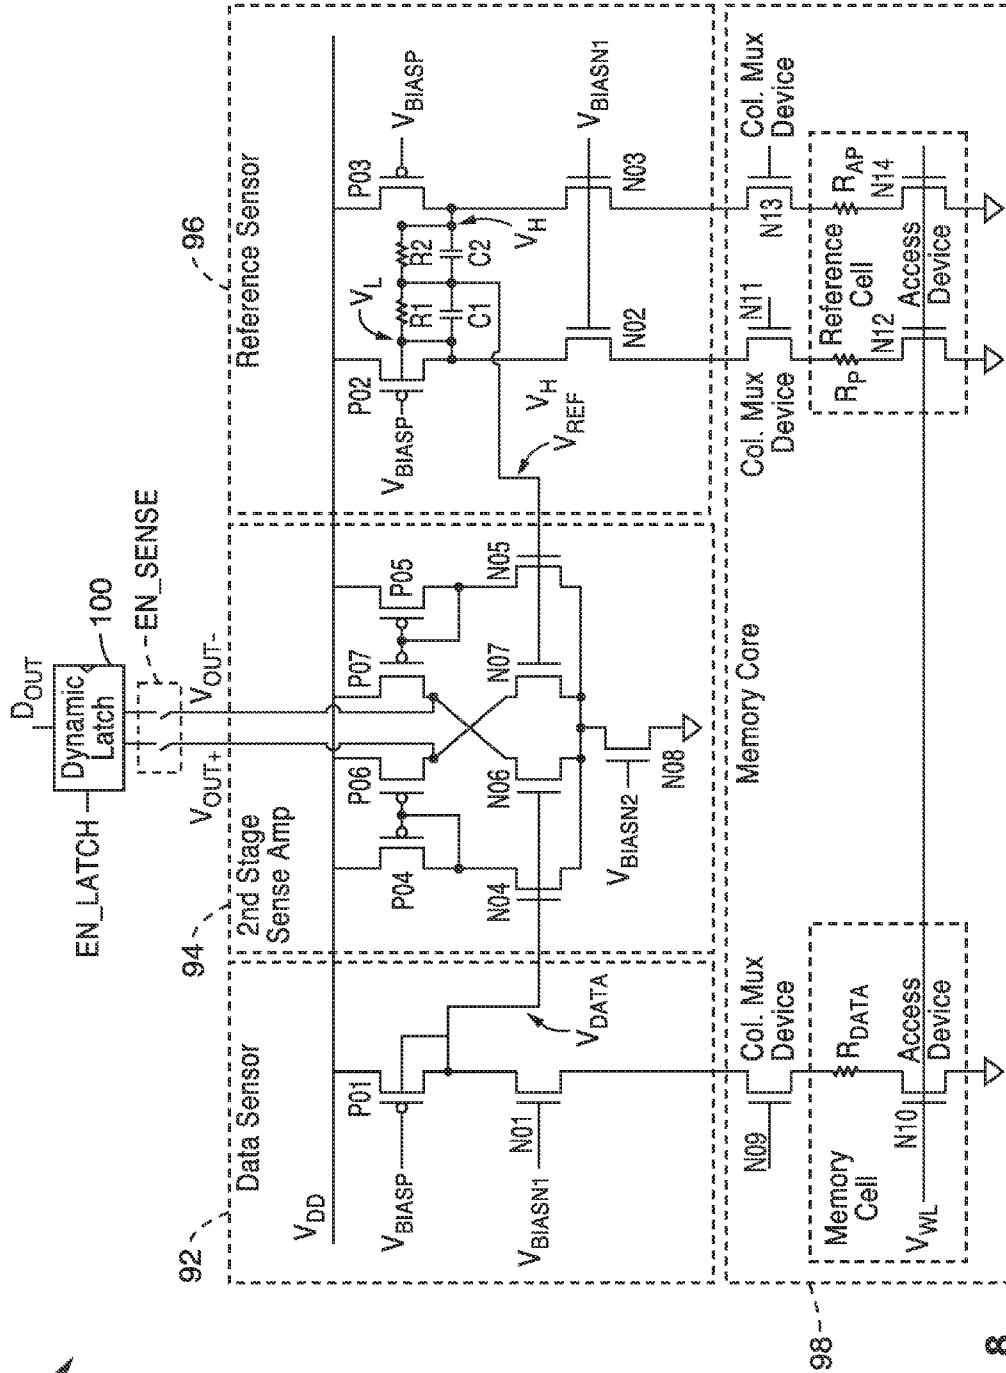 EN_LATCH
D_OUT
Dynamic
Latch
100
EN_SENSE
V_OUT+
V_OUT-
92
Data Sensor
V_DD
P01
V_BIASP
N01
V_BIASN1
V_DATA
94
2nd Stage
Sense Amp
P04
P06
P07
P05
N04
N06
N07
N05
V_BIASN2
N08
96
Reference Sensor
V_BIASP
P02
V_L
R1
R2
C1
C2
P03
V_BIASP
V_H
V_H
V_REF
N02
N03
V_BIASN1
98
Memory Core
N09
Col. Mux
Device
Memory
Cell
R_DATA
N10
Access
Device
V_WL
Col. Mux
Device
N11
N13
Col. Mux
Device
R_P
Reference
Cell
R_AP
N12
Access
Device
N14
8